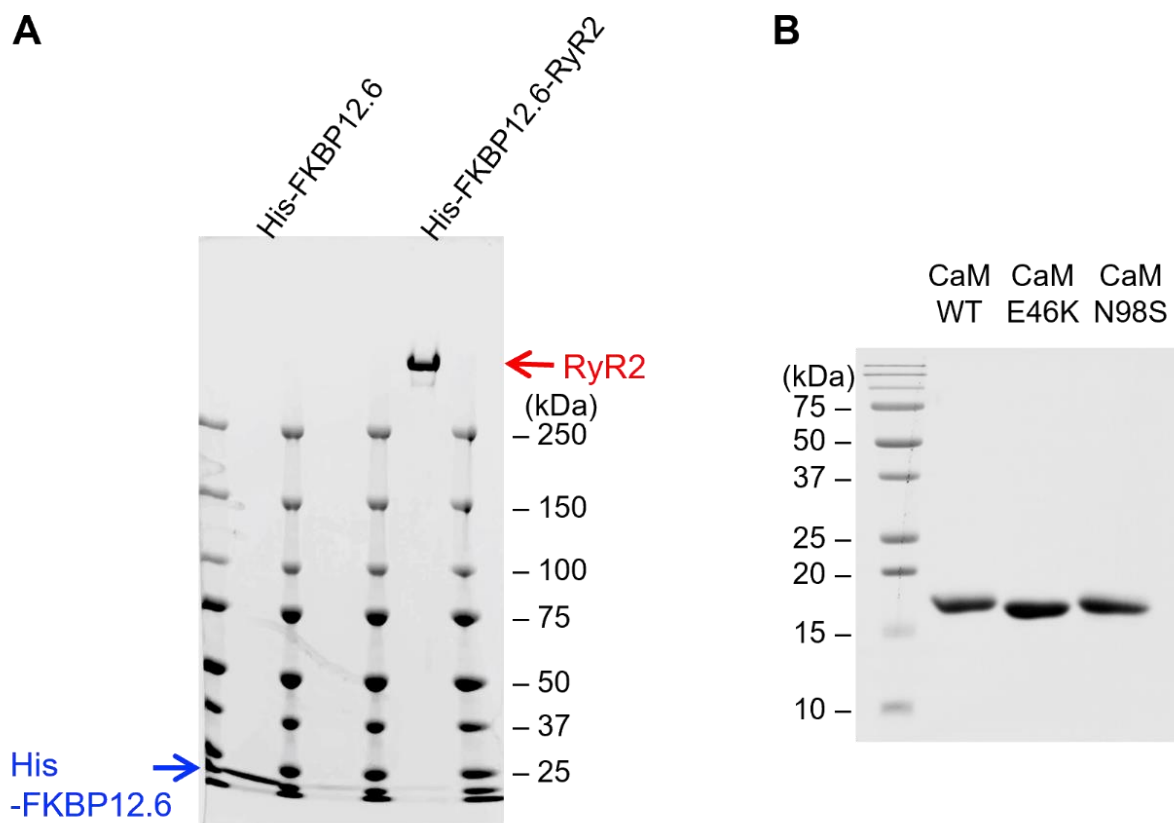 A
His-FKBP12.6
His-FKBP12.6-RyR2
RyR2
(kDa)
– 250
– 150
– 100
– 75
– 50
– 37
– 25
His
-FKBP12.6
B
CaM CaM CaM
WT E46K N98S
(kDa)
75 –
50 –
37 –
25 –
20 –
15 –
10 –